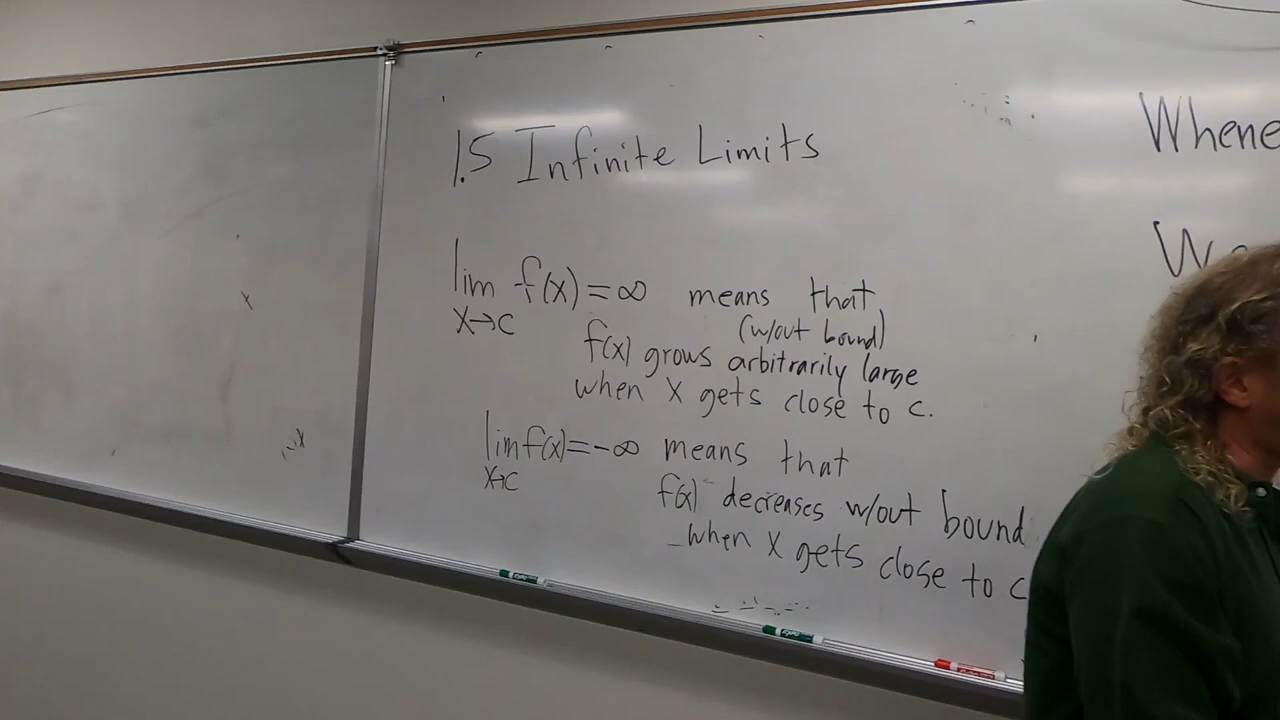 1.5 Infinite Limits
lim f(x) = ∞ means that
x→c
(w/out bound)
f(x) grows arbitrarily large
when x gets close to c.
lim f(x) = -∞ means that
x→c
f(x) decreases w/out bound
when x gets close to c
Whene